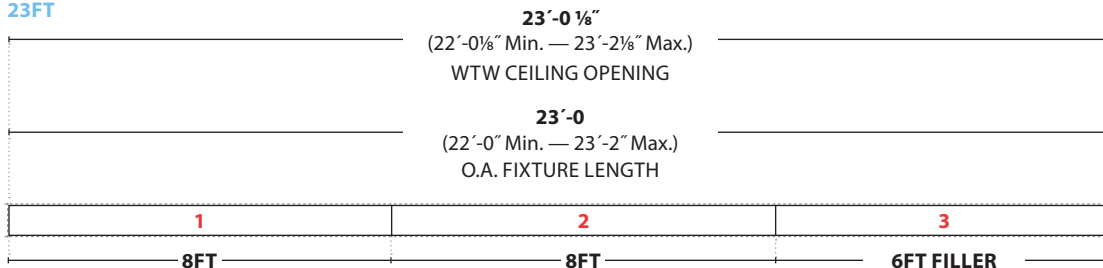 23FT
23´-0 ⅛˝
(22´-0⅛˝ Min. — 23´-2⅛˝ Max.)
WTW CEILING OPENING
23´-0
(22´-0˝ Min. — 23´-2˝ Max.)
O.A. FIXTURE LENGTH
1 2 3
8FT 8FT 6FT FILLER